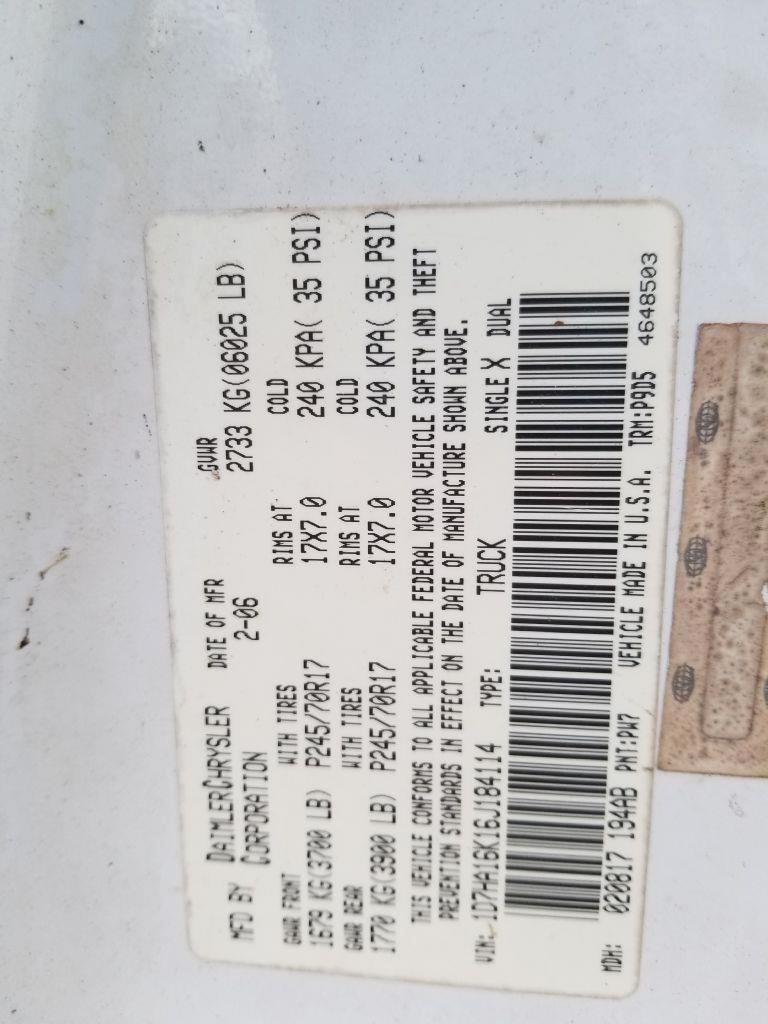 MFD BY DAIMLERCHRYSLER CORPORATION
DATE OF MFR 2-06
GVWR 2733 KG(06025 LB)
GAWR FRONT WITH TIRES RIMS AT COLD
1679 KG(3700 LB) P245/70R17 17X7.0 240 KPA( 35 PSI)
GAWR REAR WITH TIRES RIMS AT COLD
1770 KG(3900 LB) P245/70R17 17X7.0 240 KPA( 35 PSI)
THIS VEHICLE CONFORMS TO ALL APPLICABLE FEDERAL MOTOR VEHICLE SAFETY AND THEFT
PREVENTION STANDARDS IN EFFECT ON THE DATE OF MANUFACTURE SHOWN ABOVE.
VIN: 1D7HA16K16J184114 TYPE: TRUCK SINGLE X DUAL
MDH: 020817 194AB PNT:PW7 VEHICLE MADE IN U.S.A. TRM:P9D5 4648503